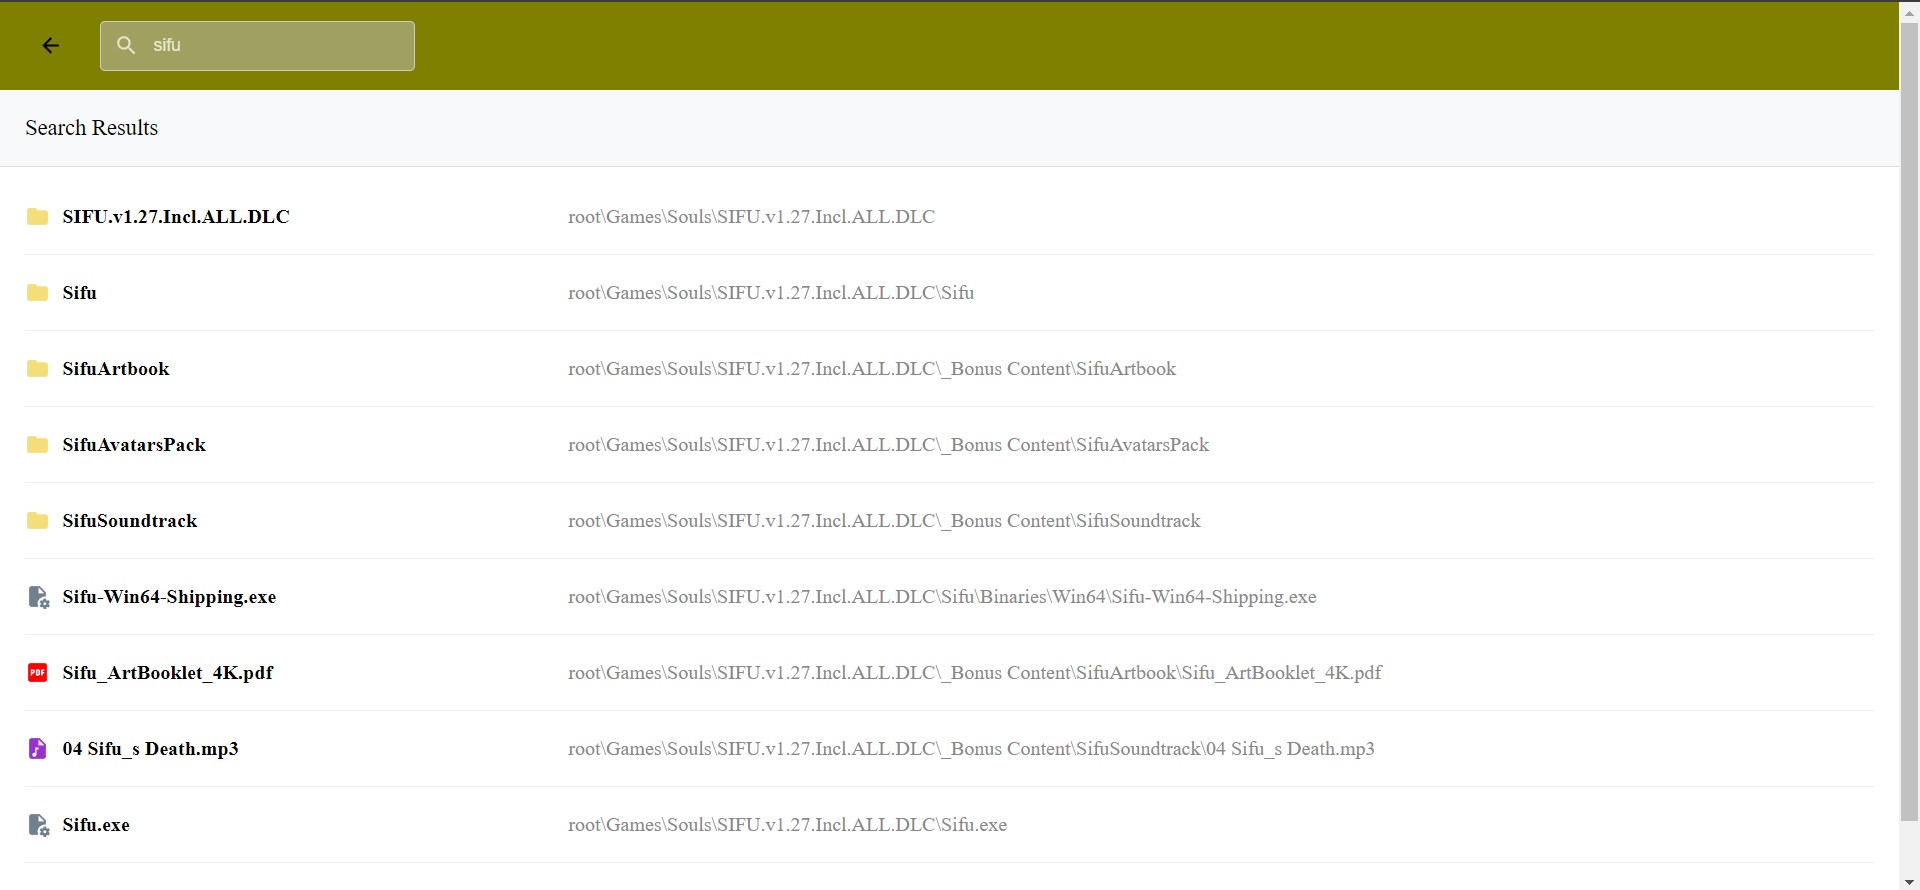 sifu
Search Results
SIFU.v1.27.Incl.ALL.DLC root\Games\Souls\SIFU.v1.27.Incl.ALL.DLC
Sifu root\Games\Souls\SIFU.v1.27.Incl.ALL.DLC\Sifu
SifuArtbook root\Games\Souls\SIFU.v1.27.Incl.ALL.DLC\_Bonus Content\SifuArtbook
SifuAvatarsPack root\Games\Souls\SIFU.v1.27.Incl.ALL.DLC\_Bonus Content\SifuAvatarsPack
SifuSoundtrack root\Games\Souls\SIFU.v1.27.Incl.ALL.DLC\_Bonus Content\SifuSoundtrack
Sifu-Win64-Shipping.exe root\Games\Souls\SIFU.v1.27.Incl.ALL.DLC\Sifu\Binaries\Win64\Sifu-Win64-Shipping.exe
PDF Sifu_ArtBooklet_4K.pdf root\Games\Souls\SIFU.v1.27.Incl.ALL.DLC\_Bonus Content\SifuArtbook\Sifu_ArtBooklet_4K.pdf
04 Sifu_s Death.mp3 root\Games\Souls\SIFU.v1.27.Incl.ALL.DLC\_Bonus Content\SifuSoundtrack\04 Sifu_s Death.mp3
Sifu.exe root\Games\Souls\SIFU.v1.27.Incl.ALL.DLC\Sifu.exe